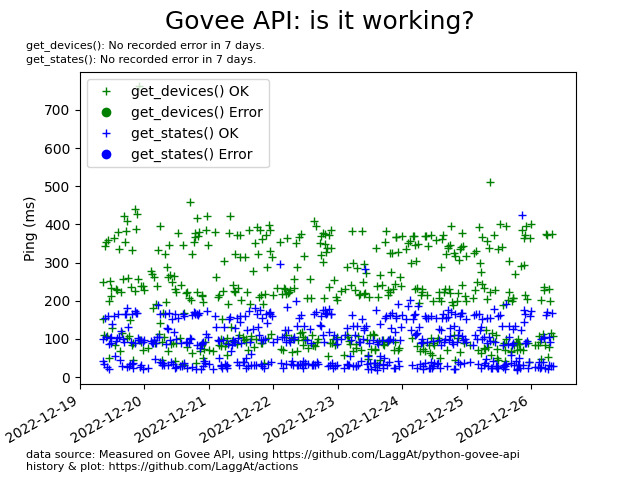 Govee API: is it working?
get_devices(): No recorded error in 7 days.
get_states(): No recorded error in 7 days.
get_devices() OK
get_devices() Error
get_states() OK
get_states() Error
Ping (ms)
700
600
500
400
300
200
100
0
2022-12-19
2022-12-20
2022-12-21
2022-12-22
2022-12-23
2022-12-24
2022-12-25
2022-12-26
data source: Measured on Govee API, using https://github.com/LaggAt/python-govee-api
history & plot: https://github.com/LaggAt/actions